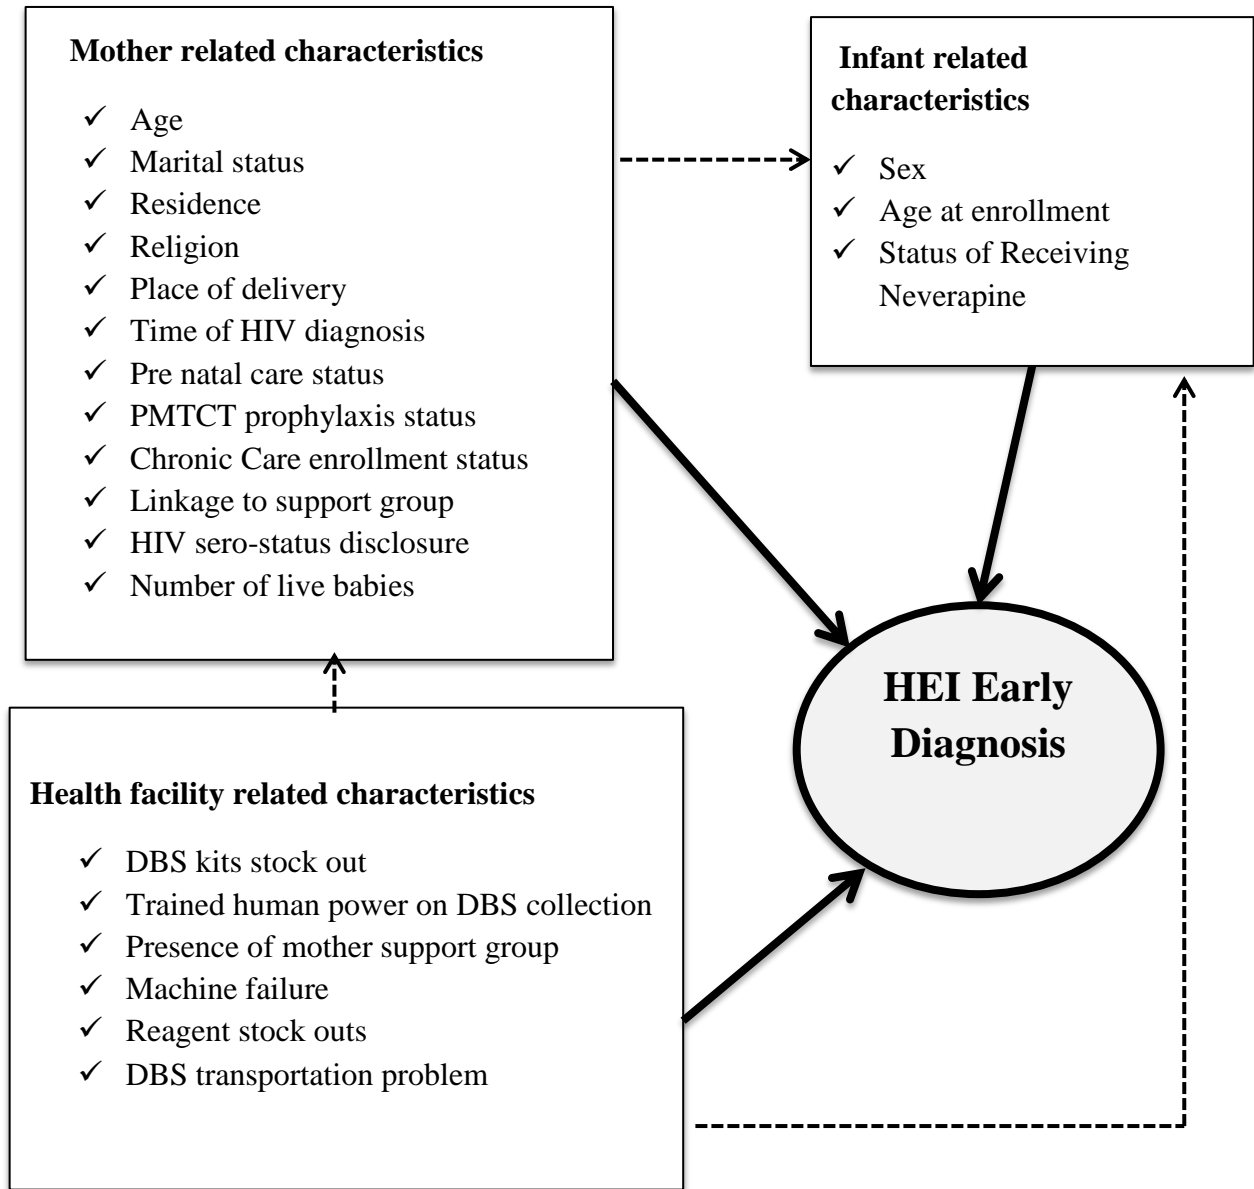 Mother related characteristics
✓ Age
✓ Marital status
✓ Residence
✓ Religion
✓ Place of delivery
✓ Time of HIV diagnosis
✓ Pre natal care status
✓ PMTCT prophylaxis status
✓ Chronic Care enrollment status
✓ Linkage to support group
✓ HIV sero-status disclosure
✓ Number of live babies
Infant related
characteristics
✓ Sex
✓ Age at enrollment
✓ Status of Receiving
Neverapine
HEI Early
Diagnosis
Health facility related characteristics
✓ DBS kits stock out
✓ Trained human power on DBS collection
✓ Presence of mother support group
✓ Machine failure
✓ Reagent stock outs
✓ DBS transportation problem